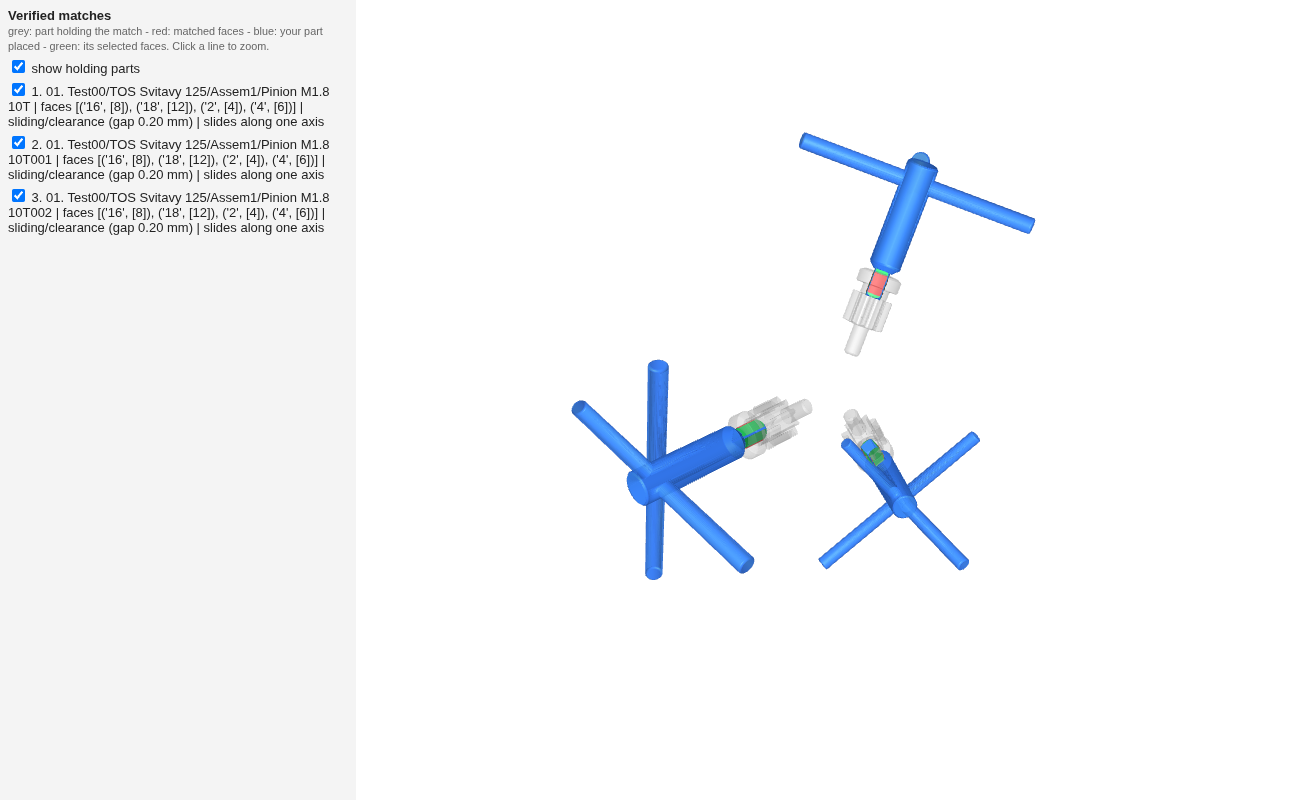 Verified matches
grey: part holding the match - red: matched faces - blue: your part
placed - green: its selected faces. Click a line to zoom.
show holding parts
1. 01. Test00/TOS Svitavy 125/Assem1/Pinion M1.8
10T | faces [('16', [8]), ('18', [12]), ('2', [4]), ('4', [6])] |
sliding/clearance (gap 0.20 mm) | slides along one axis
2. 01. Test00/TOS Svitavy 125/Assem1/Pinion M1.8
10T001 | faces [('16', [8]), ('18', [12]), ('2', [4]), ('4', [6])] |
sliding/clearance (gap 0.20 mm) | slides along one axis
3. 01. Test00/TOS Svitavy 125/Assem1/Pinion M1.8
10T002 | faces [('16', [8]), ('18', [12]), ('2', [4]), ('4', [6])] |
sliding/clearance (gap 0.20 mm) | slides along one axis